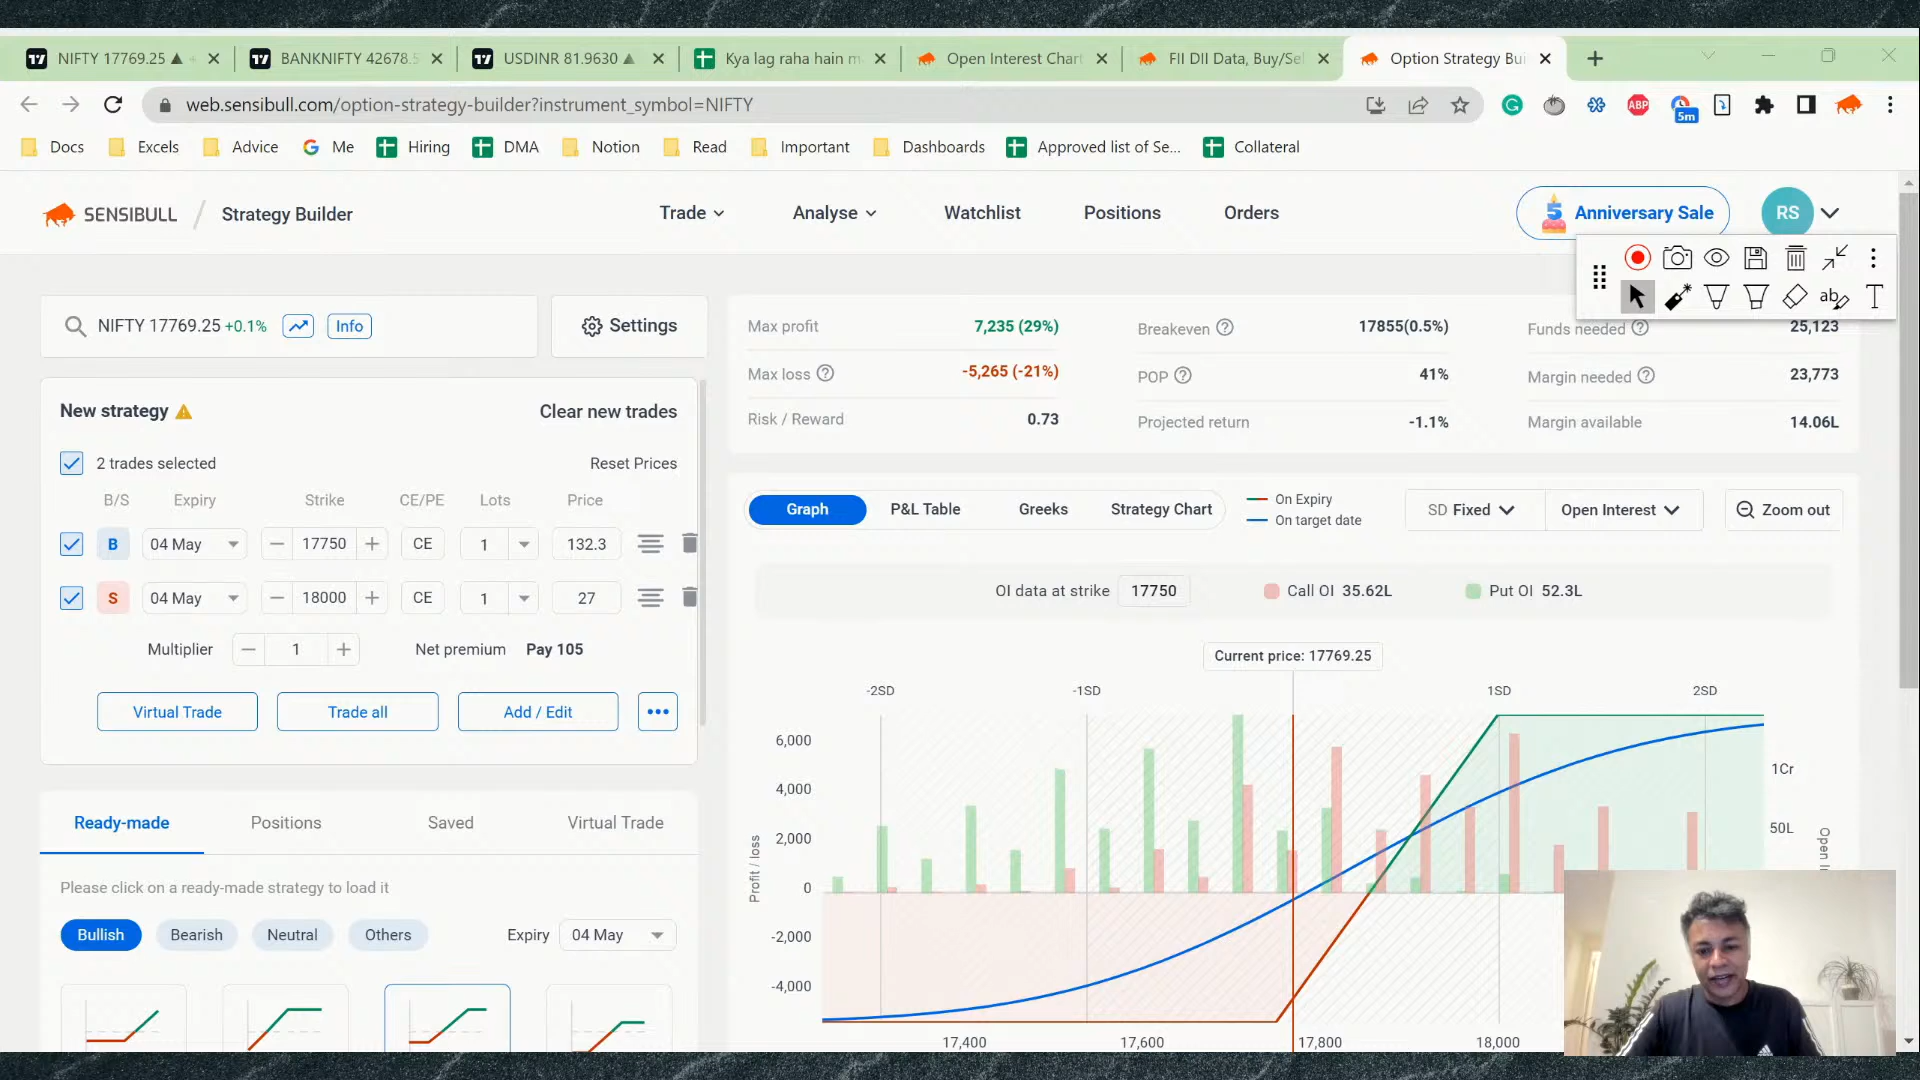 NIFTY 17769.25 ▲
BANKNIFTY 42678.5
USDINR 81.9630 ▲
Kya lag raha hain m
Open Interest Chart
FII DII Data, Buy/Sel
Option Strategy Bui
web.sensibull.com/option-strategy-builder?instrument_symbol=NIFTY
ABP
5m
Docs Excels Advice Me Hiring DMA Notion Read Important Dashboards Approved list of Se... Collateral
SENSIBULL / Strategy Builder
Trade Analyse Watchlist Positions Orders
5 Anniversary Sale
RS
NIFTY 17769.25 +0.1% Info
Settings
Max profit 7,235 (29%)
Max loss -5,265 (-21%)
Risk / Reward 0.73
Breakeven 17855(0.5%)
POP 41%
Projected return -1.1%
Funds needed 25,123
Margin needed 23,773
Margin available 14.06L
New strategy Clear new trades
2 trades selected Reset Prices
B/S Expiry Strike CE/PE Lots Price
B 04 May − 17750 + CE 1 132.3
S 04 May − 18000 + CE 1 27
Multiplier − 1 + Net premium Pay 105
Virtual Trade Trade all Add / Edit •••
Graph P&L Table Greeks Strategy Chart
On Expiry
On target date
SD Fixed Open Interest Zoom out
OI data at strike 17750 Call OI 35.62L Put OI 52.3L
Current price: 17769.25
-2SD -1SD 1SD 2SD
6,000
4,000
2,000
0
-2,000
-4,000
Profit / loss
1Cr
50L
17,400 17,600 17,800 18,000
Ready-made Positions Saved Virtual Trade
Please click on a ready-made strategy to load it
Bullish Bearish Neutral Others Expiry 04 May